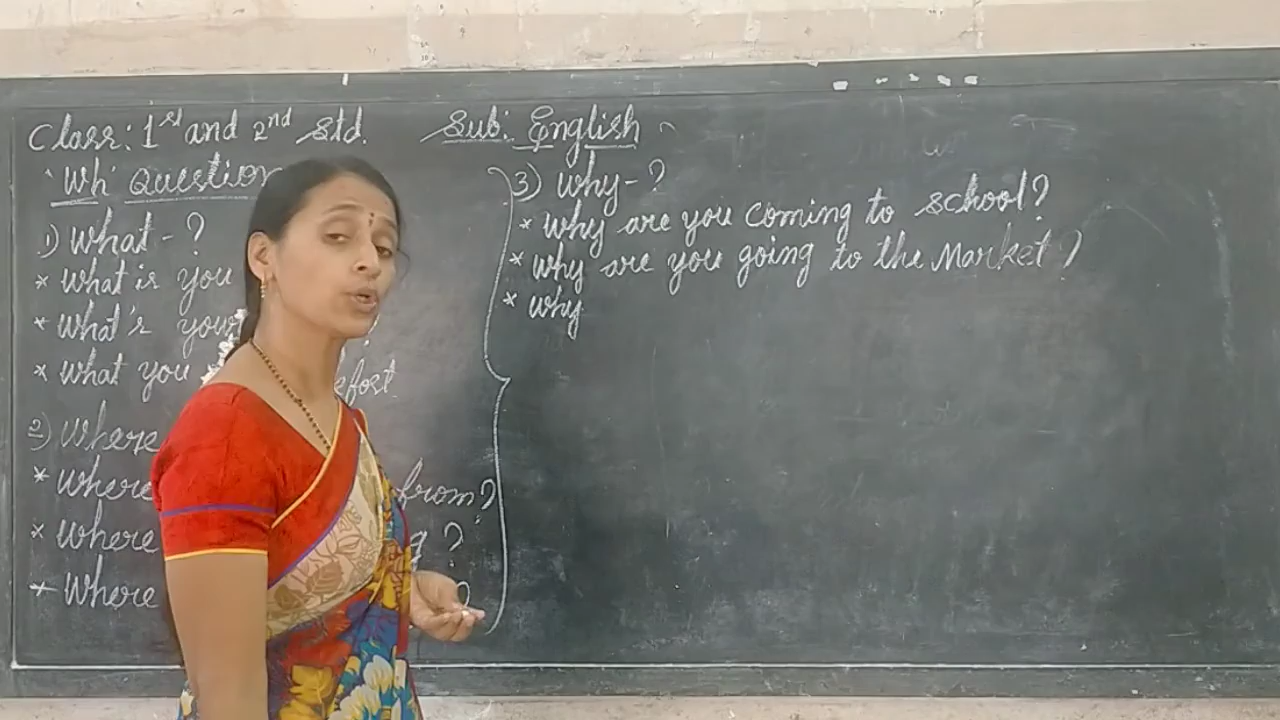 Class: 1st and 2nd Std. Sub: English
'Wh' Question
1) What - ?
* What is you
* What's your
* What you
2) Where
* Where from?
* Where g ?
* Where ?
3) Why - ?
* Why are you coming to school?
* Why are you going to the Market ?
* Why